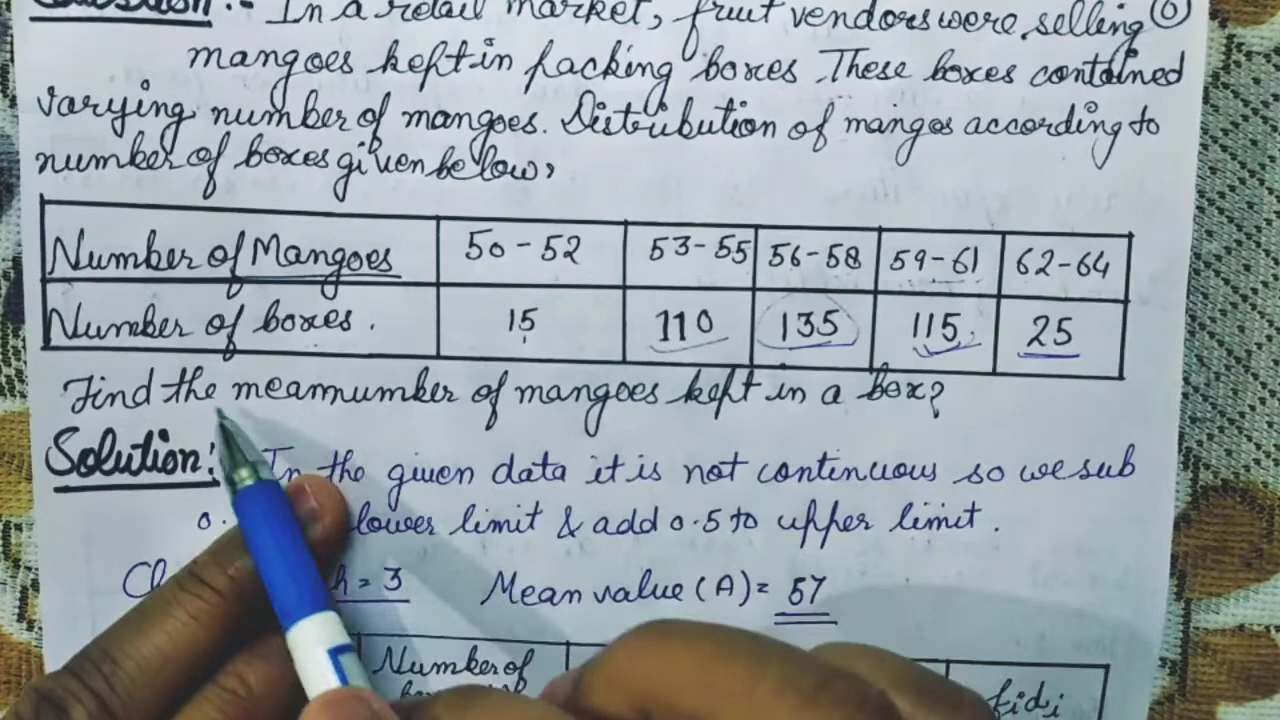 Question:- In a retail market, fruit vendors were selling
mangoes kept in packing boxes. These boxes contained
varying number of mangoes. Distribution of mangos according to
number of boxes given below,
Number of Mangoes 50-52 53-55 56-58 59-61 62-64
Number of boxes. 15 110 135 115 25
Find the mean number of mangoes kept in a box?
Solution: In the given data it is not continuous so we sub
0. lower limit & add 0.5 to upper limit.
h = 3 Mean value (A) = 57
Number of
fidi